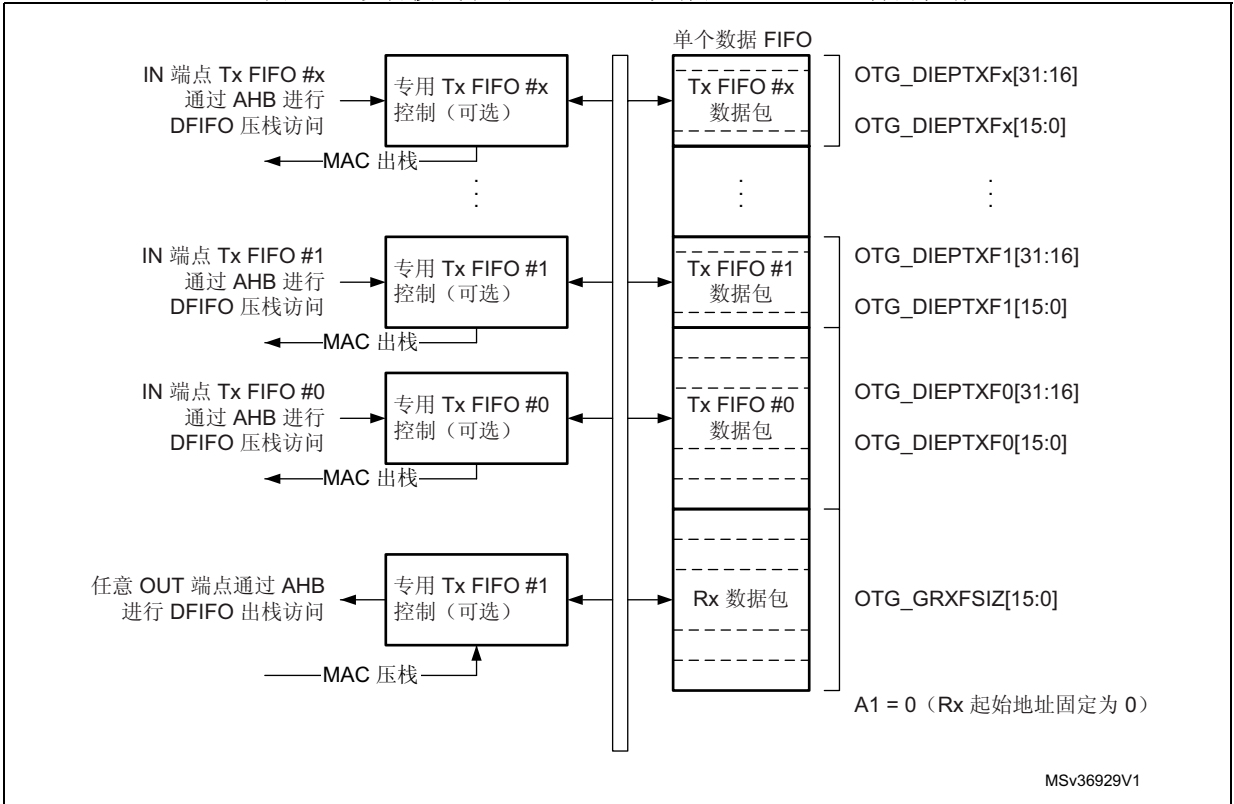 单个数据 FIFO
IN 端点 Tx FIFO #x
通过 AHB 进行
DFIFO 压栈访问
专用 Tx FIFO #x
控制（可选）
Tx FIFO #x
数据包
OTG_DIEPTXFx[31:16]
OTG_DIEPTXFx[15:0]
MAC 出栈
IN 端点 Tx FIFO #1
通过 AHB 进行
DFIFO 压栈访问
专用 Tx FIFO #1
控制（可选）
Tx FIFO #1
数据包
OTG_DIEPTXF1[31:16]
OTG_DIEPTXF1[15:0]
MAC 出栈
IN 端点 Tx FIFO #0
通过 AHB 进行
DFIFO 压栈访问
专用 Tx FIFO #0
控制（可选）
Tx FIFO #0
数据包
OTG_DIEPTXF0[31:16]
OTG_DIEPTXF0[15:0]
MAC 出栈
任意 OUT 端点通过 AHB
进行 DFIFO 出栈访问
专用 Tx FIFO #1
控制（可选）
Rx 数据包
OTG_GRXFSIZ[15:0]
MAC 压栈
A1 = 0（Rx 起始地址固定为 0）
MSv36929V1